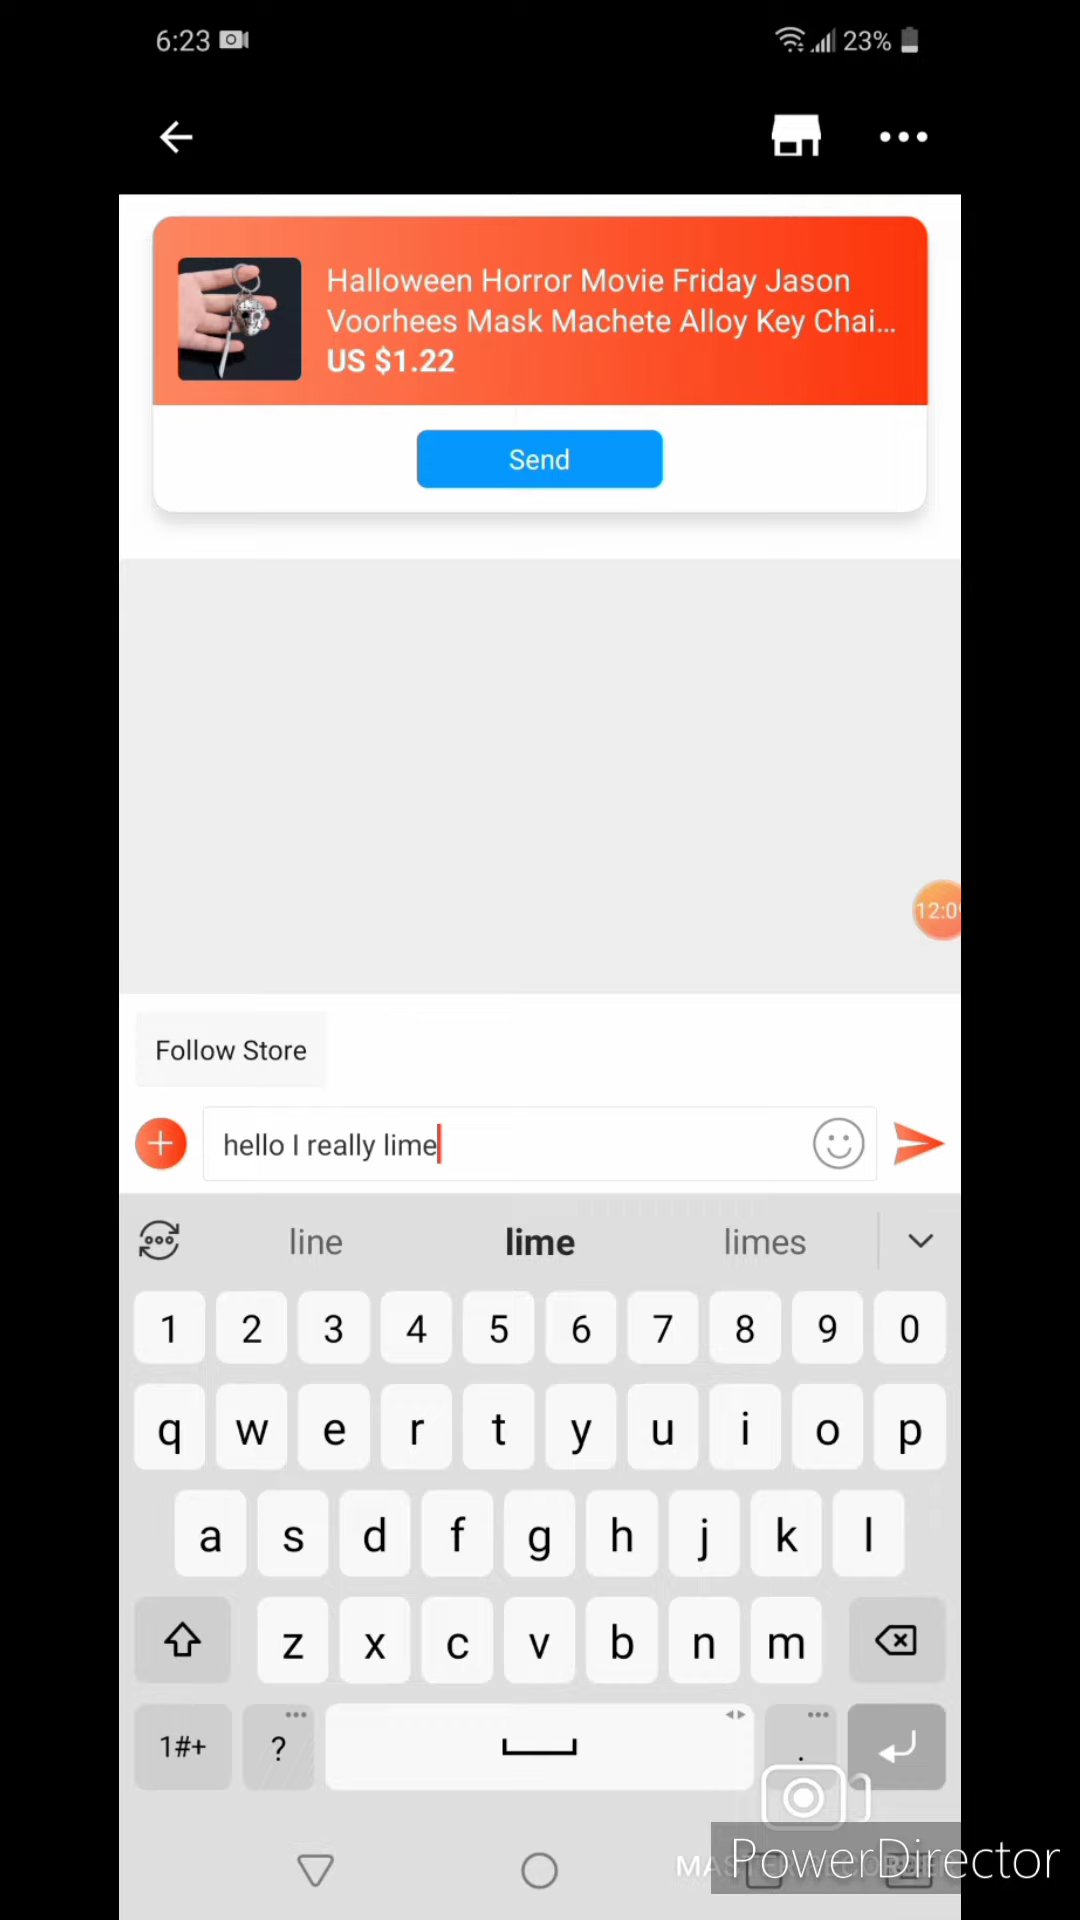 6:23
23%
Halloween Horror Movie Friday Jason
Voorhees Mask Machete Alloy Key Chai...
US $1.22
Send
12:0
Follow Store
hello I really lime
line lime limes
1 2 3 4 5 6 7 8 9 0
q w e r t y u i o p
a s d f g h j k l
z x c v b n m
1#+ ? .
PowerDirector